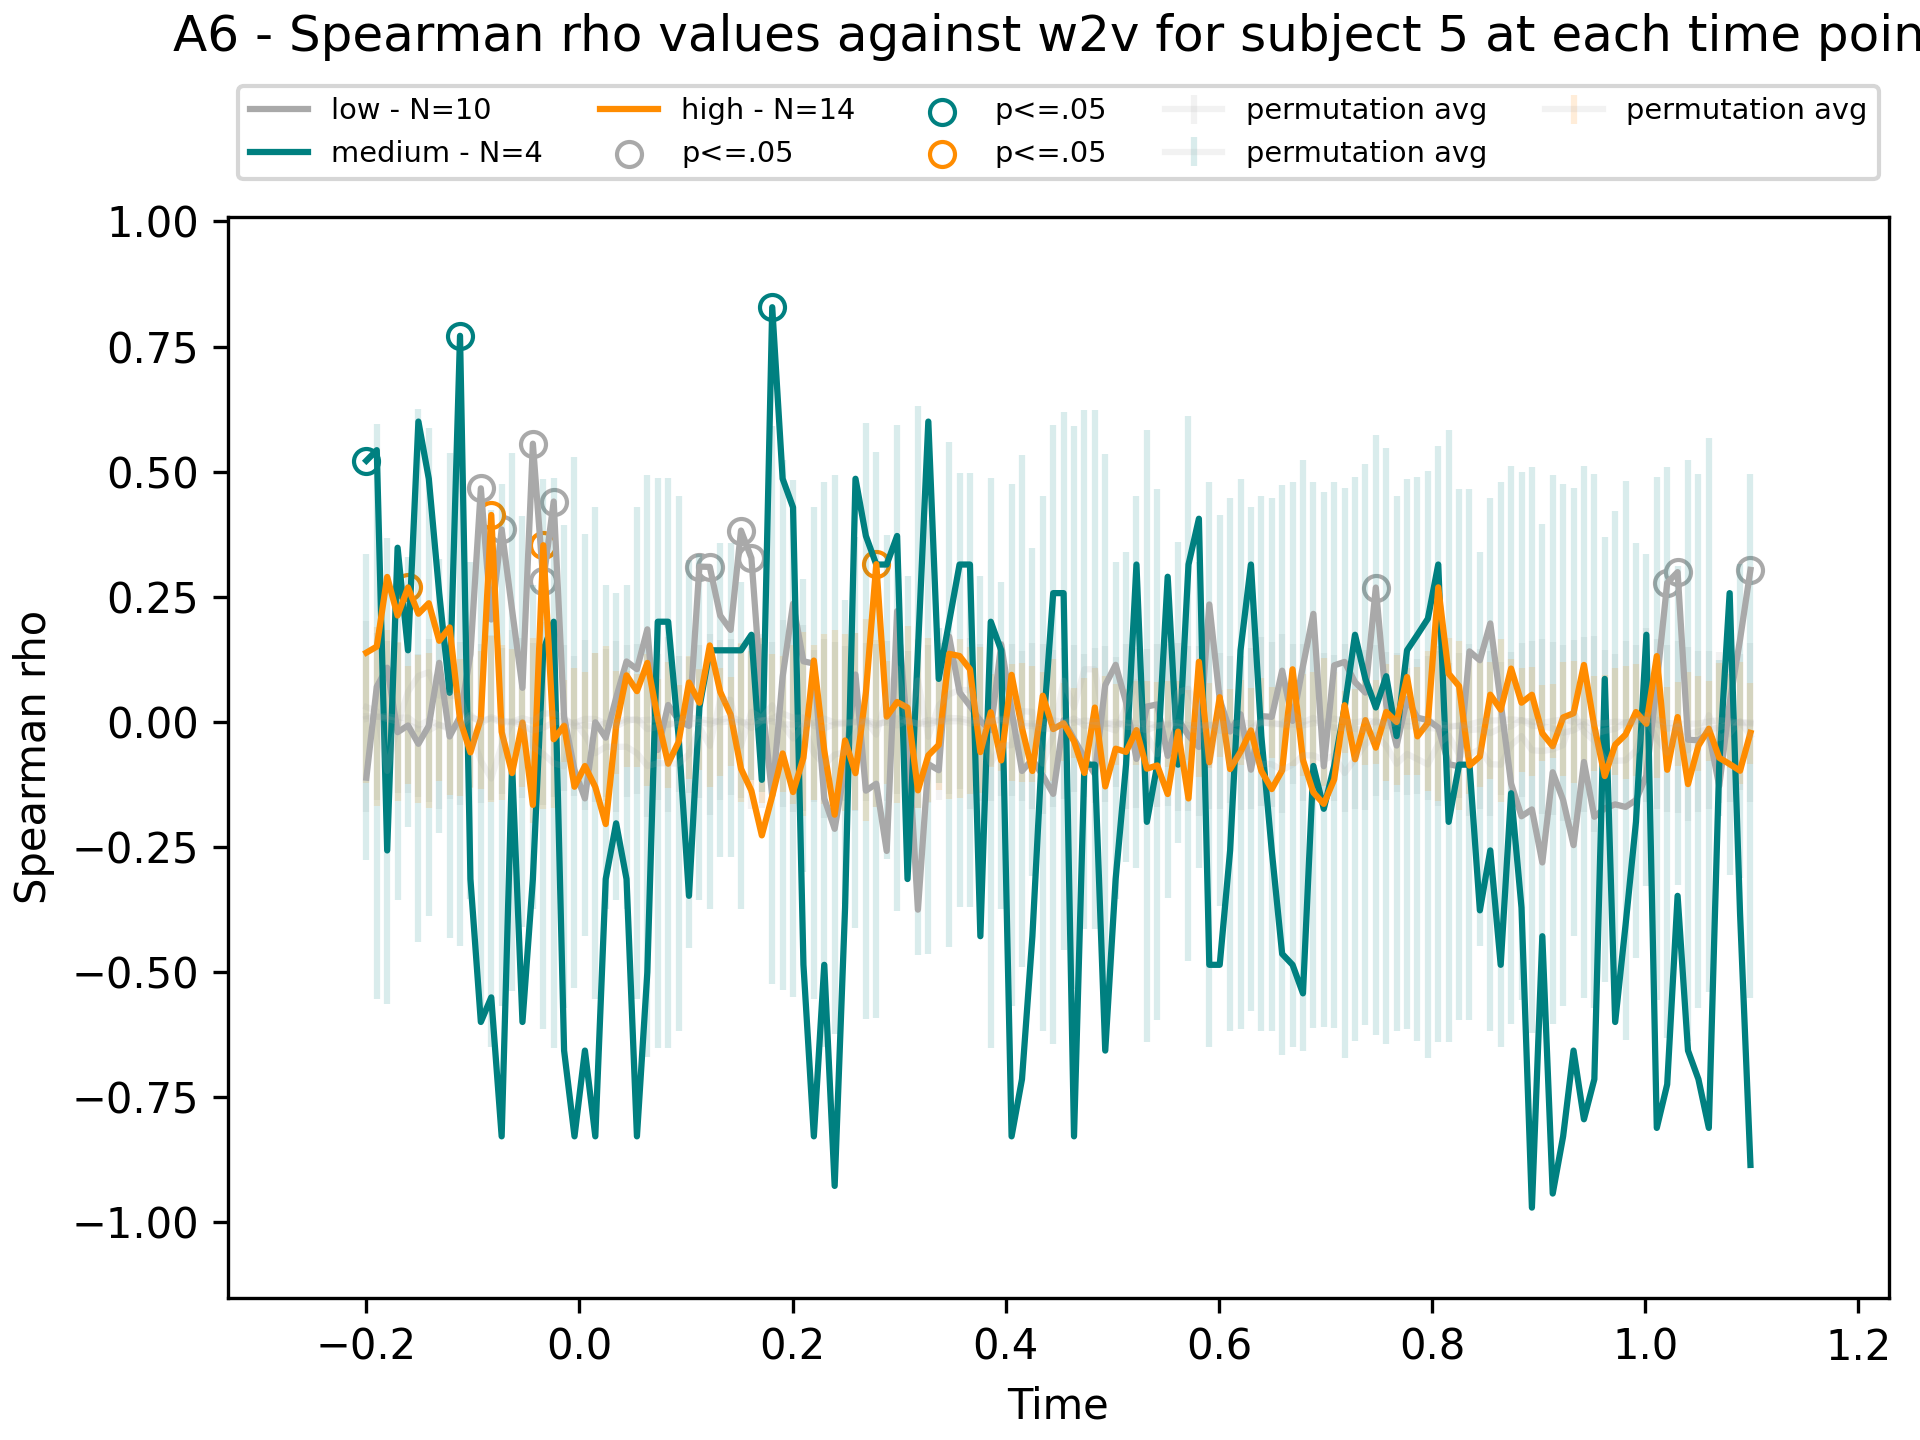 A6 - Spearman rho values against w2v for subject 5 at each time poin
low - N=10
medium - N=4
high - N=14
p<=.05
p<=.05
p<=.05
permutation avg
permutation avg
permutation avg
1.00
0.75
0.50
0.25
0.00
−0.25
−0.50
−0.75
−1.00
Spearman rho
−0.2
0.0
0.2
0.4
0.6
0.8
1.0
1.2
Time